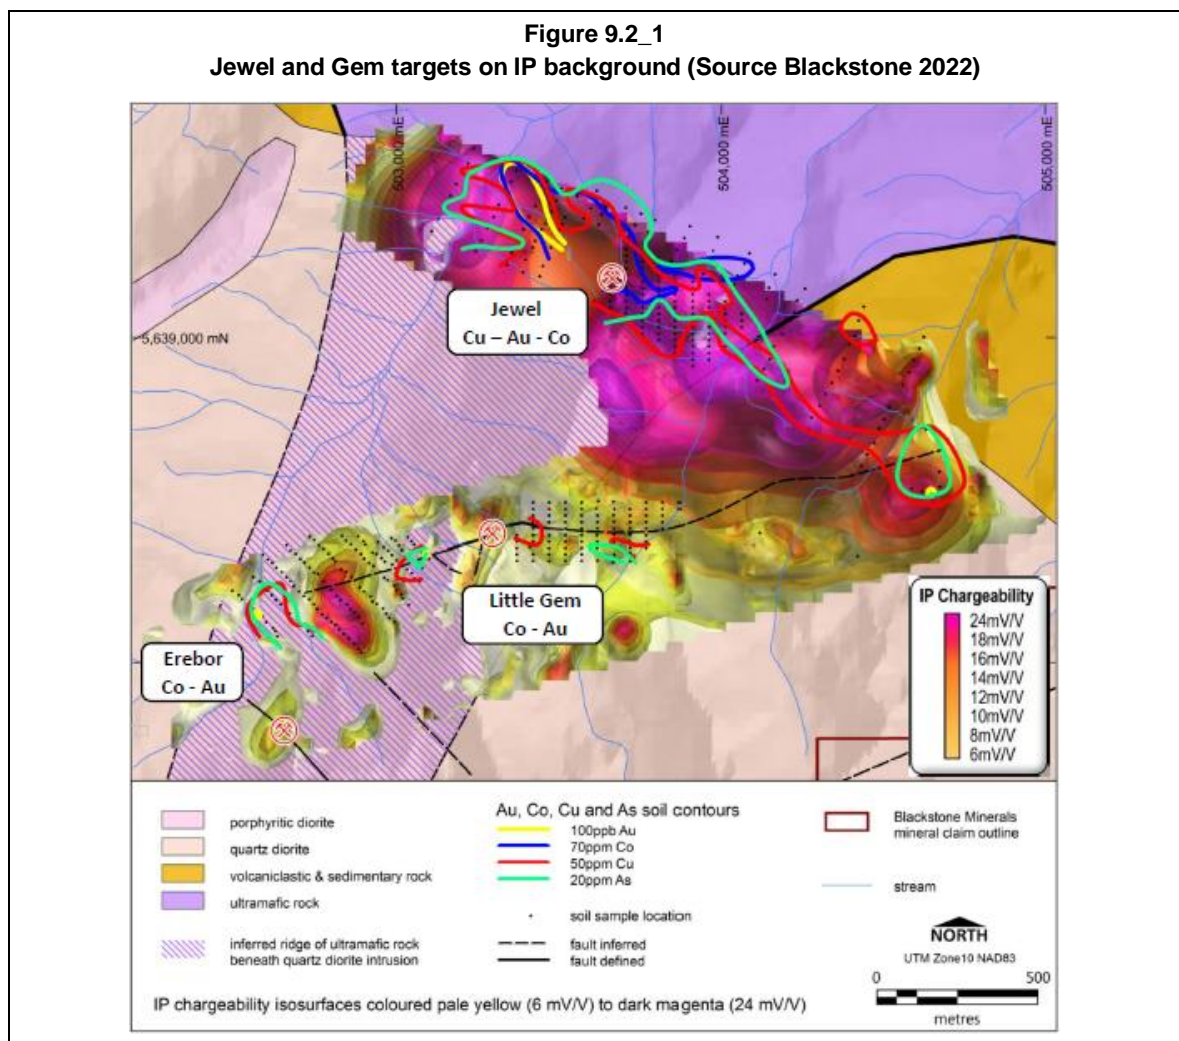 Figure 9.2_1
Jewel and Gem targets on IP background (Source Blackstone 2022)
503,000 mE
504,000 mE
505,000 mE
5,639,000 mN
Jewel
Cu – Au - Co
Little Gem
Co - Au
Erebor
Co - Au
IP Chargeability
24mV/V
18mV/V
16mV/V
14mV/V
12mV/V
10mV/V
8mV/V
6mV/V
porphyritic diorite
quartz diorite
volcaniclastic & sedimentary rock
ultramafic rock
inferred ridge of ultramafic rock
beneath quartz diorite intrusion
Au, Co, Cu and As soil contours
100ppb Au
70ppm Co
50ppm Cu
20ppm As
soil sample location
fault inferred
fault defined
Blackstone Minerals
mineral claim outline
stream
NORTH
UTM Zone10 NAD83
0 500
metres
IP chargeability isosurfaces coloured pale yellow (6 mV/V) to dark magenta (24 mV/V)